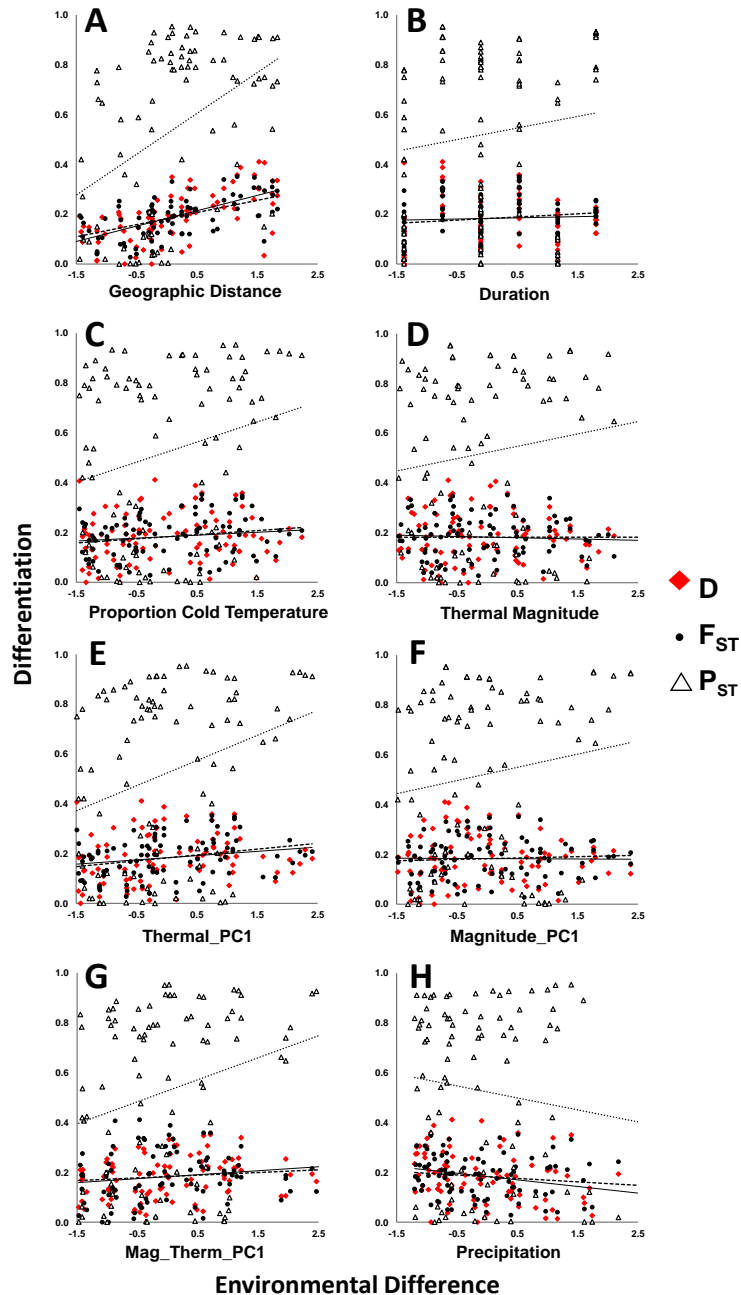 A
B
1.0
0.8
0.6
0.4
0.2
0.0
-1.5 -0.5 0.5 1.5 2.5
Geographic Distance
1.0
0.8
0.6
0.4
0.2
0.0
-1.5 -0.5 0.5 1.5 2.5
Duration
C
D
1.0
0.8
0.6
0.4
0.2
0.0
-1.5 -0.5 0.5 1.5 2.5
Proportion Cold Temperature
1.0
0.8
0.6
0.4
0.2
0.0
-1.5 -0.5 0.5 1.5 2.5
Thermal Magnitude
Differentiation
D
FST
PST
E
F
1.0
0.8
0.6
0.4
0.2
0.0
-1.5 -0.5 0.5 1.5 2.5
Thermal_PC1
1.0
0.8
0.6
0.4
0.2
0.0
-1.5 -0.5 0.5 1.5 2.5
Magnitude_PC1
G
H
1.0
0.8
0.6
0.4
0.2
0.0
-1.5 -0.5 0.5 1.5 2.5
Mag_Therm_PC1
1.0
0.8
0.6
0.4
0.2
0.0
-1.5 -0.5 0.5 1.5 2.5
Precipitation
Environmental Difference